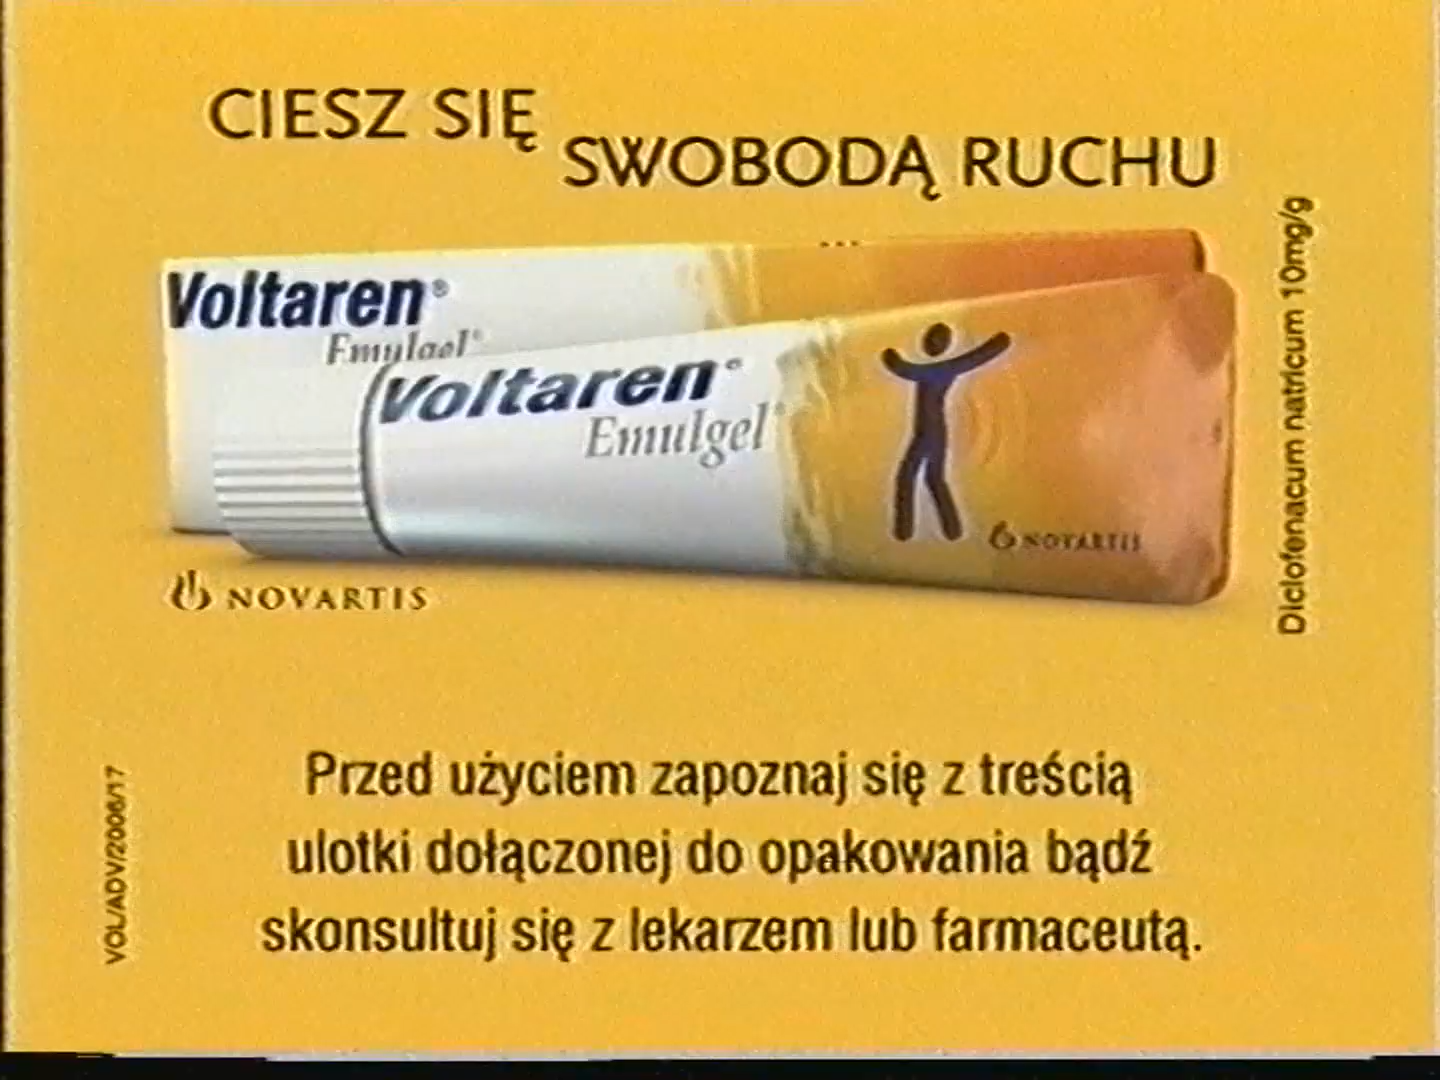 CIESZ SIĘ
SWOBODĄ RUCHU
Voltaren®
Emulgel®
Voltaren®
Emulgel®
NOVARTIS
NOVARTIS
Diclofenacum natricum 10mg/g
Przed użyciem zapoznaj się z treścią
ulotki dołączonej do opakowania bądź
skonsultuj się z lekarzem lub farmaceutą.
VOL/ADV/2006/17